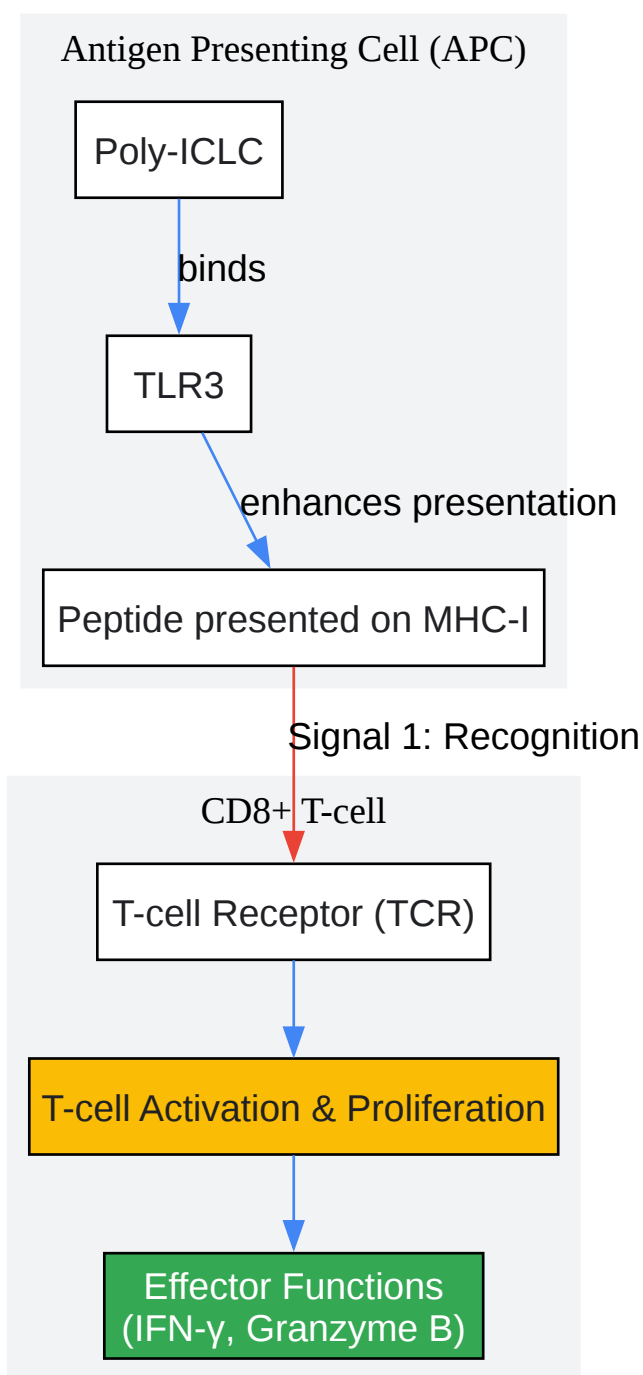 Antigen Presenting Cell (APC)
Poly-ICLC
binds
TLR3
enhances presentation
Peptide presented on MHC-I
Signal 1: Recognition
CD8+ T-cell
T-cell Receptor (TCR)
T-cell Activation & Proliferation
Effector Functions
(IFN-γ, Granzyme B)